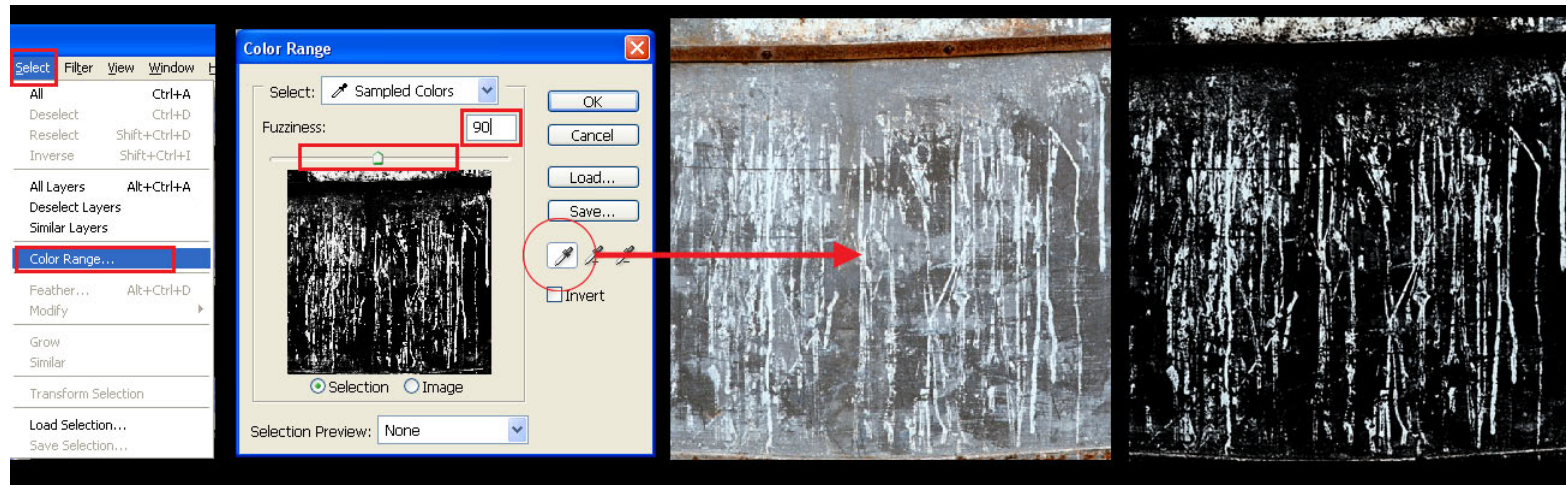 Select Filter View Window H
All Ctrl+A
Deselect Ctrl+D
Reselect Shift+Ctrl+D
Inverse Shift+Ctrl+I
All Layers Alt+Ctrl+A
Deselect Layers
Similar Layers
Color Range...
Feather... Alt+Ctrl+D
Modify
Grow
Similar
Transform Selection
Load Selection...
Save Selection...
Color Range
Select: Sampled Colors
Fuzziness: 90
Selection Image
Selection Preview: None
OK
Cancel
Load...
Save...
Invert